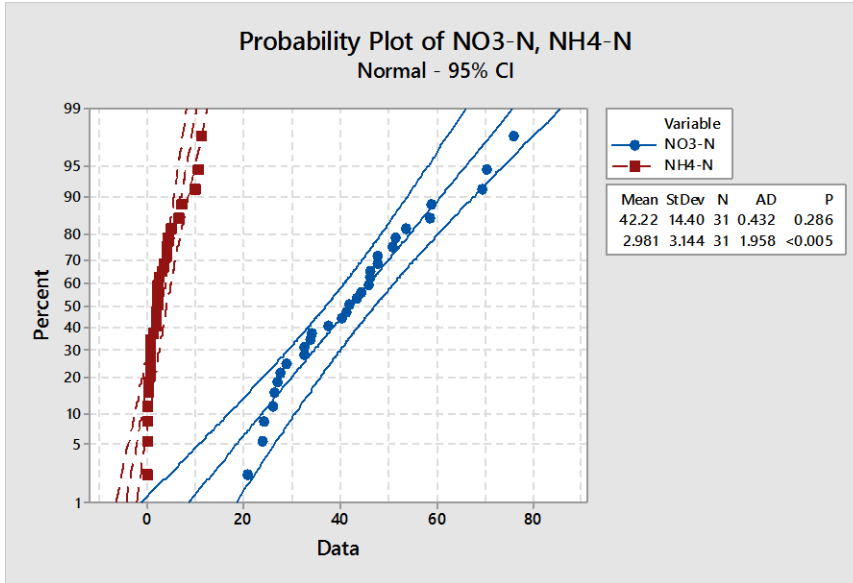 Probability Plot of NO3-N, NH4-N
Normal - 95% CI
99
95
90
80
70
60
50
40
30
20
10
5
1
Percent
0 20 40 60 80
Data
Variable
NO3-N
NH4-N
Mean StDev N AD P
42.22 14.40 31 0.432 0.286
2.981 3.144 31 1.958 <0.005